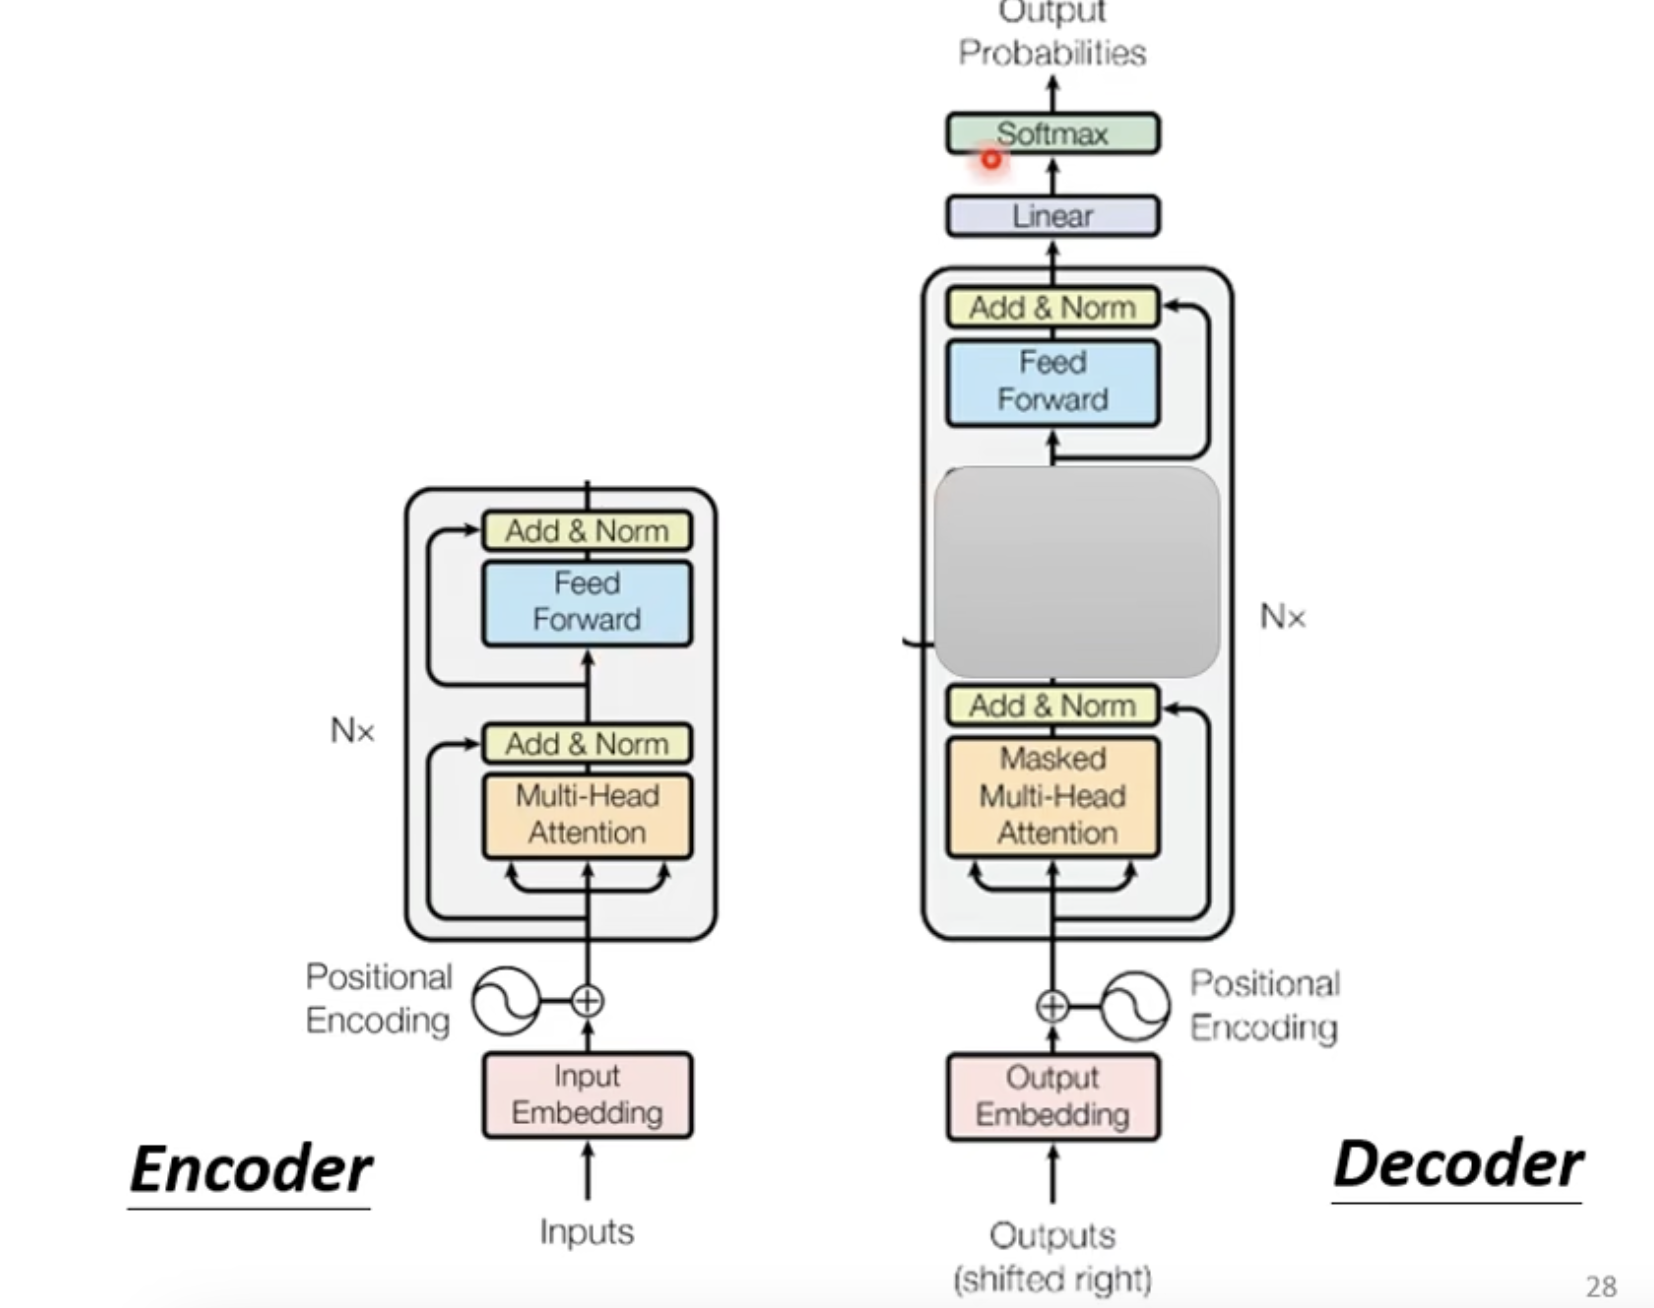 Output
Probabilities
Softmax
Linear
Add & Norm
Feed
Forward
Nx
Add & Norm
Masked
Multi-Head
Attention
Positional
Encoding
Output
Embedding
Outputs
(shifted right)
Decoder
Add & Norm
Feed
Forward
Nx
Add & Norm
Multi-Head
Attention
Positional
Encoding
Input
Embedding
Inputs
Encoder
28